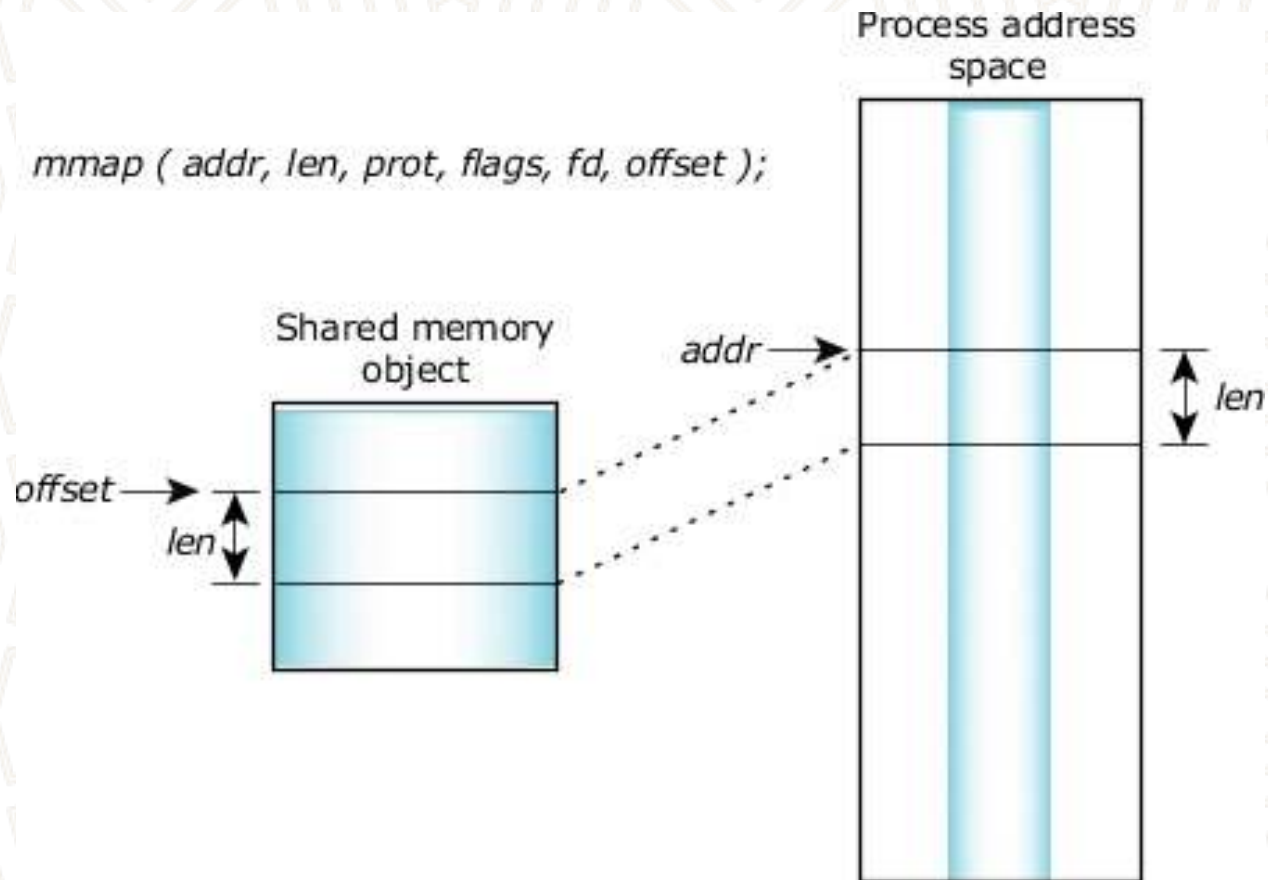 Process address
space
mmap ( addr, len, prot, flags, fd, offset );
Shared memory
object
addr
len
offset
len